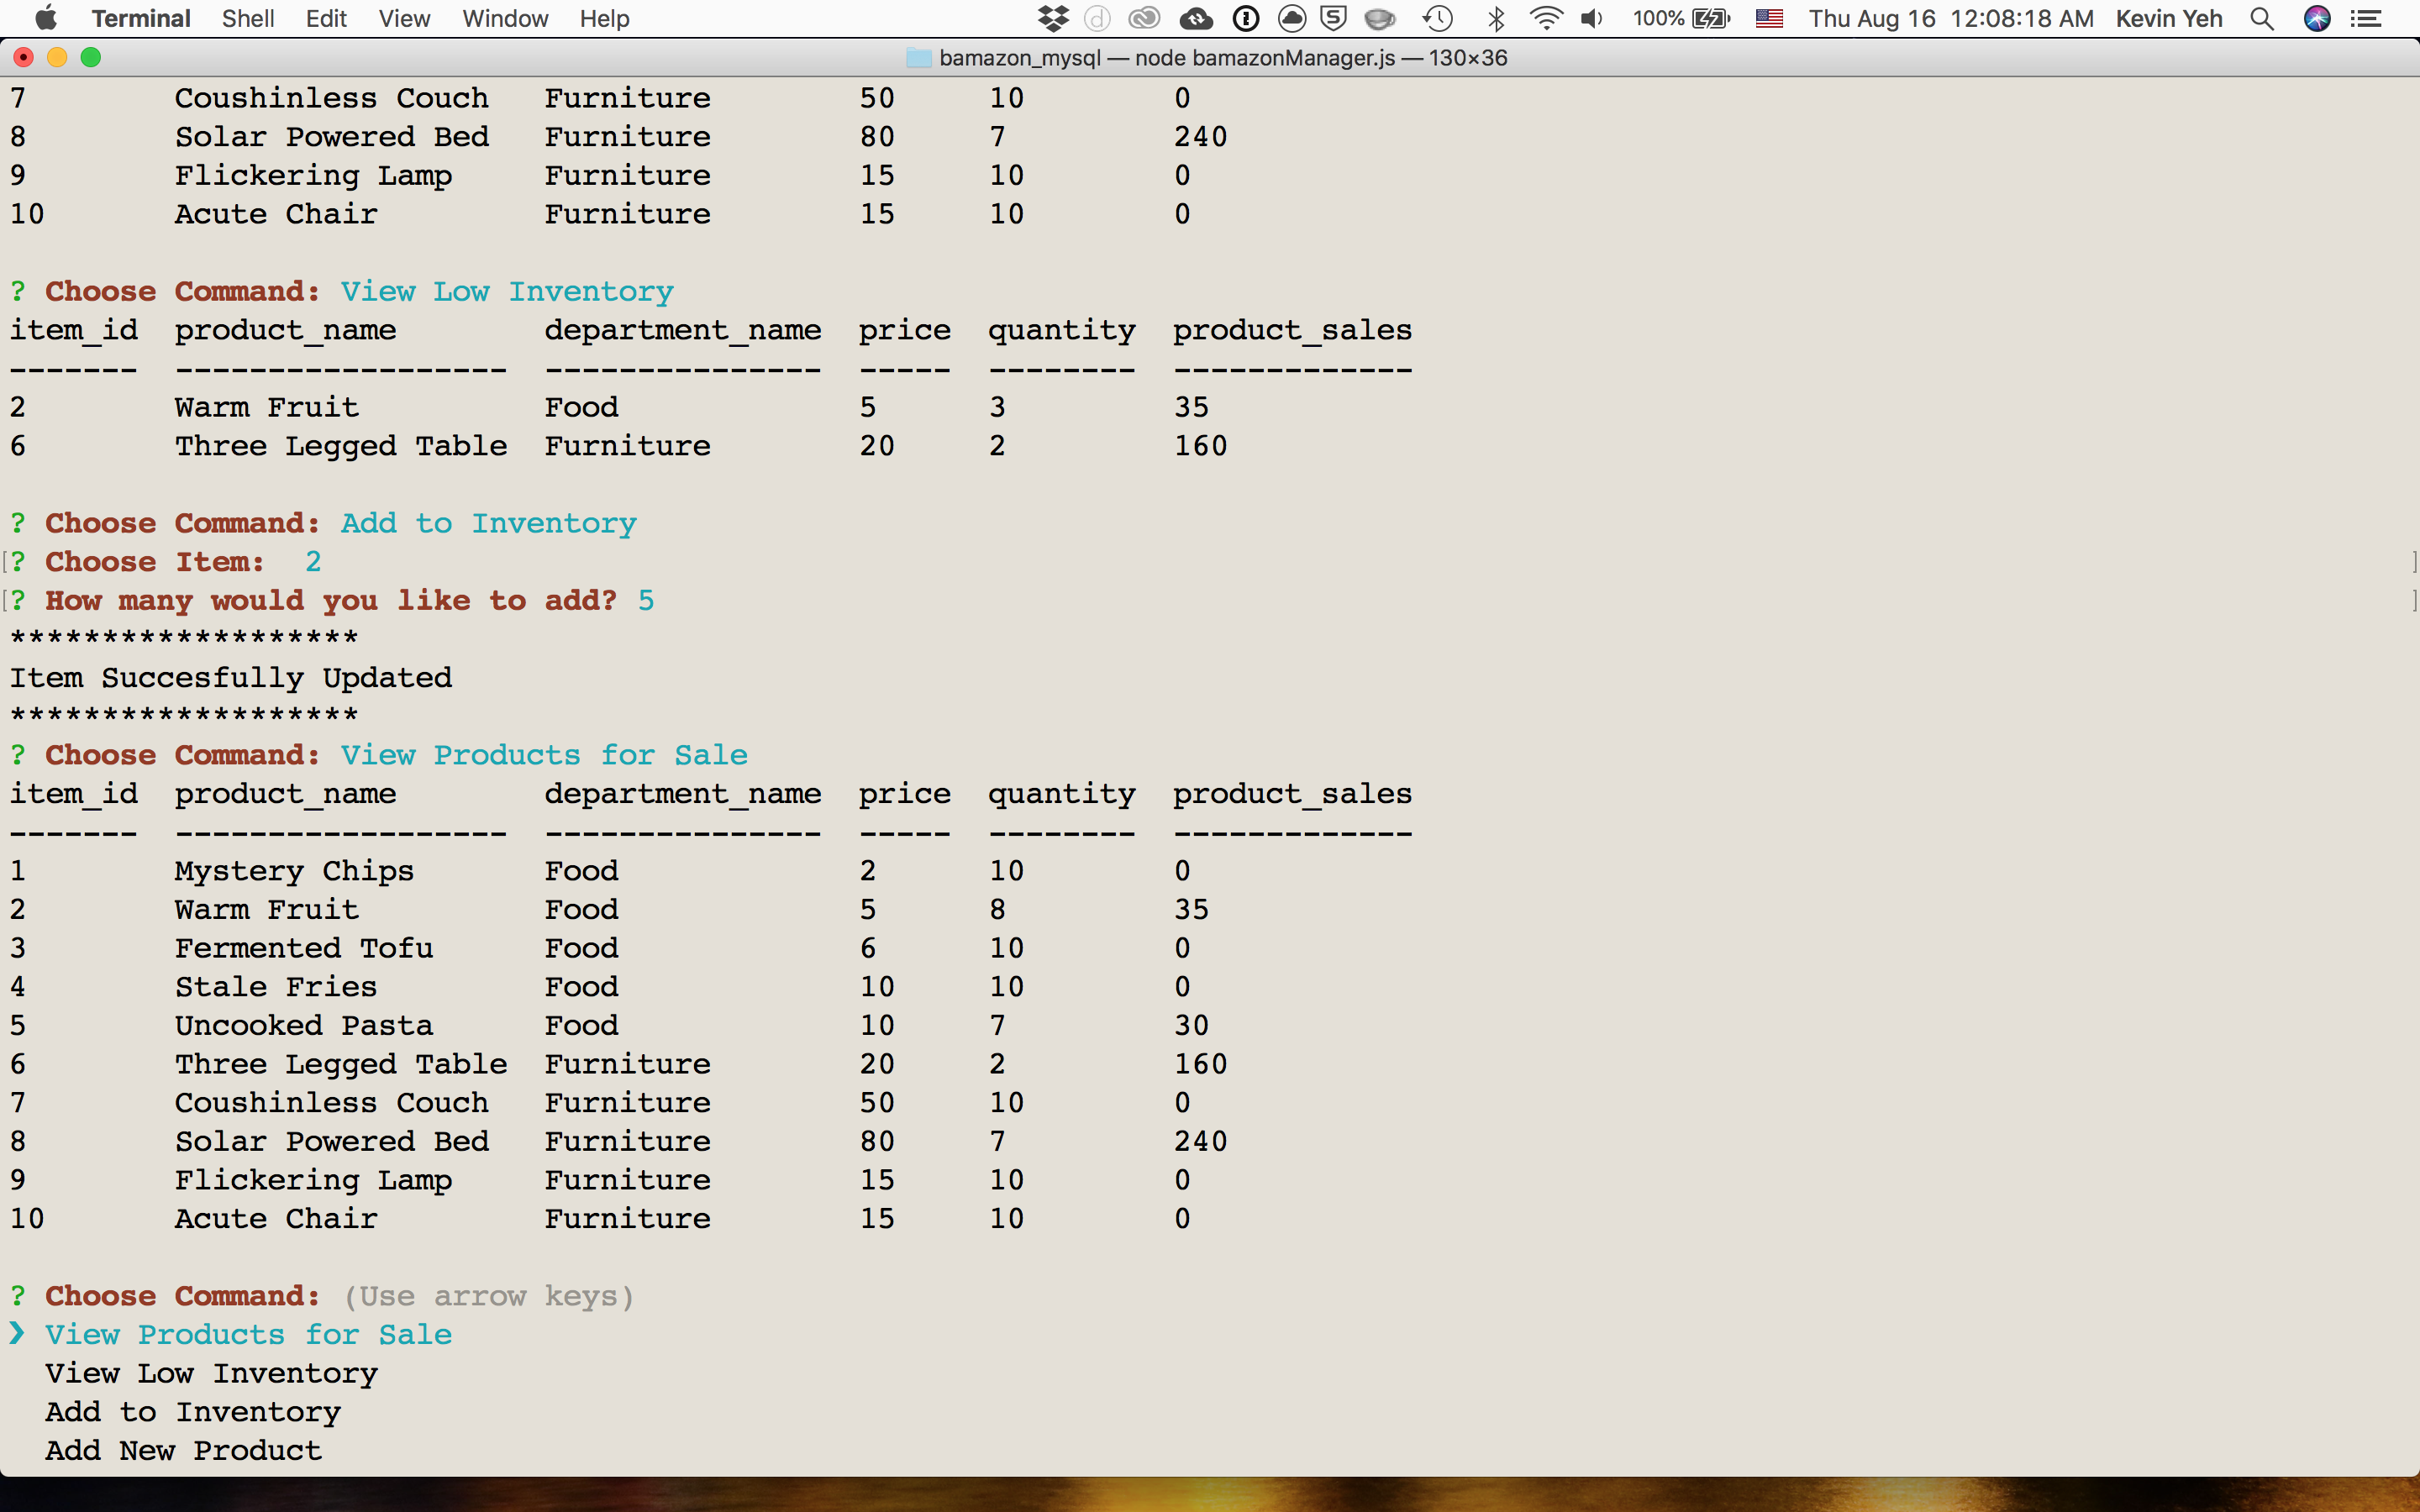 Terminal Shell Edit View Window Help 100% Thu Aug 16 12:08:18 AM Kevin Yeh
bamazon_mysql — node bamazonManager.js — 130×36
7 Coushinless Couch Furniture 50 10 0
8 Solar Powered Bed Furniture 80 7 240
9 Flickering Lamp Furniture 15 10 0
10 Acute Chair Furniture 15 10 0
? Choose Command: View Low Inventory
item_id product_name department_name price quantity product_sales
------- ------------------ --------------- ----- -------- -------------
2 Warm Fruit Food 5 3 35
6 Three Legged Table Furniture 20 2 160
? Choose Command: Add to Inventory
[? Choose Item: 2 ]
[? How many would you like to add? 5 ]
*******************
Item Succesfully Updated
*******************
? Choose Command: View Products for Sale
item_id product_name department_name price quantity product_sales
------- ------------------ --------------- ----- -------- -------------
1 Mystery Chips Food 2 10 0
2 Warm Fruit Food 5 8 35
3 Fermented Tofu Food 6 10 0
4 Stale Fries Food 10 10 0
5 Uncooked Pasta Food 10 7 30
6 Three Legged Table Furniture 20 2 160
7 Coushinless Couch Furniture 50 10 0
8 Solar Powered Bed Furniture 80 7 240
9 Flickering Lamp Furniture 15 10 0
10 Acute Chair Furniture 15 10 0
? Choose Command: (Use arrow keys)
❯ View Products for Sale
View Low Inventory
Add to Inventory
Add New Product